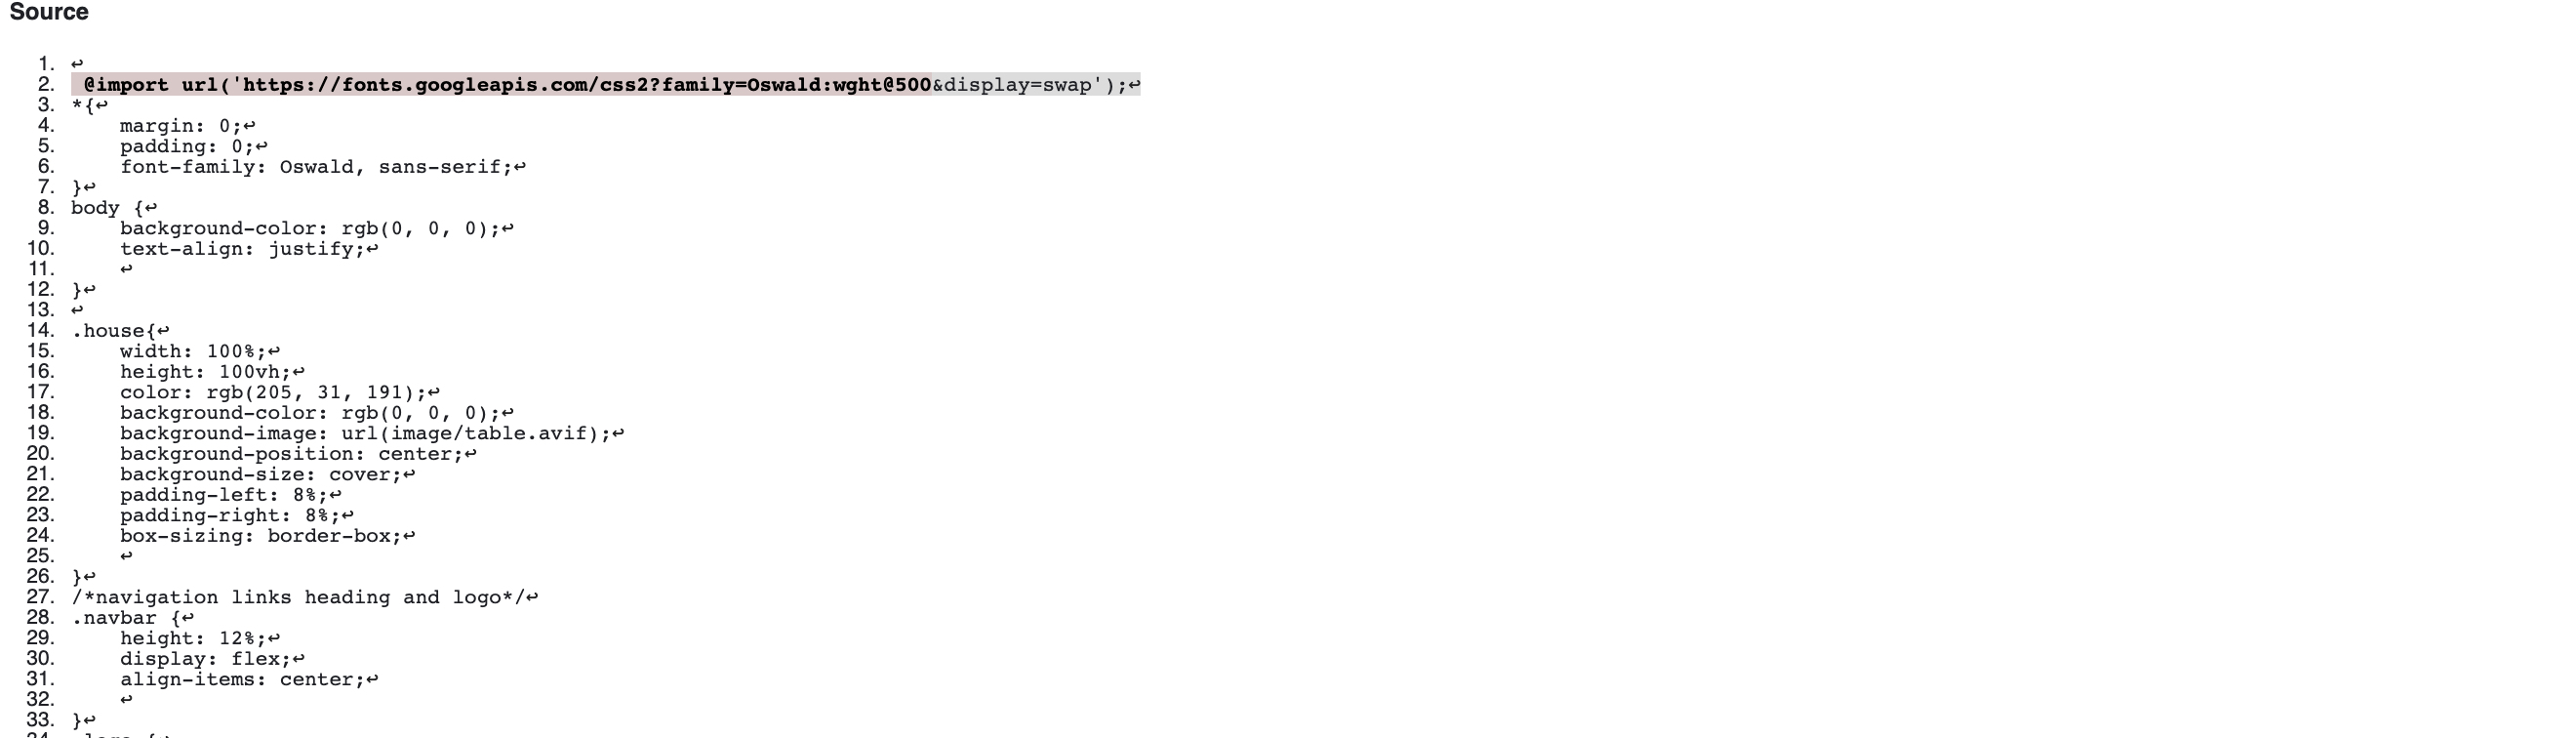 Source
1. ↩
2. @import url('https://fonts.googleapis.com/css2?family=Oswald:wght@500&display=swap');↩
3. *{↩
4. margin: 0;↩
5. padding: 0;↩
6. font-family: Oswald, sans-serif;↩
7. }↩
8. body {↩
9. background-color: rgb(0, 0, 0);↩
10. text-align: justify;↩
11. ↩
12. }↩
13. ↩
14. .house{↩
15. width: 100%;↩
16. height: 100vh;↩
17. color: rgb(205, 31, 191);↩
18. background-color: rgb(0, 0, 0);↩
19. background-image: url(image/table.avif);↩
20. background-position: center;↩
21. background-size: cover;↩
22. padding-left: 8%;↩
23. padding-right: 8%;↩
24. box-sizing: border-box;↩
25. ↩
26. }↩
27. /*navigation links heading and logo*/↩
28. .navbar {↩
29. height: 12%;↩
30. display: flex;↩
31. align-items: center;↩
32. ↩
33. }↩